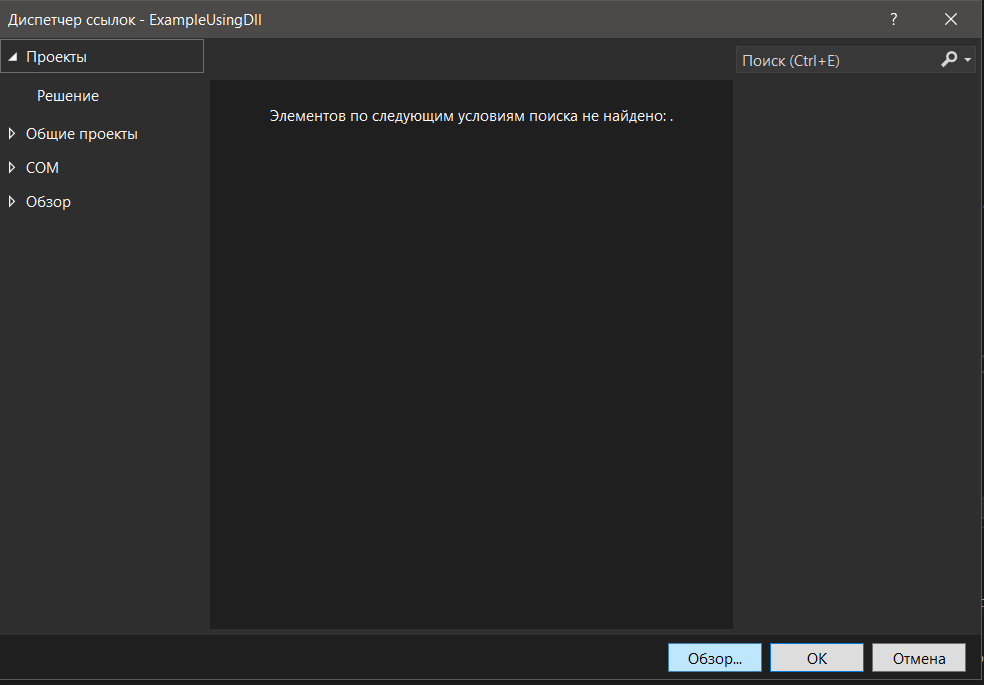 Диспетчер ссылок - ExampleUsingDll
?
Проекты
Поиск (Ctrl+E)
Решение
Элементов по следующим условиям поиска не найдено: .
Общие проекты
COM
Обзор
Обзор...
OK
Отмена